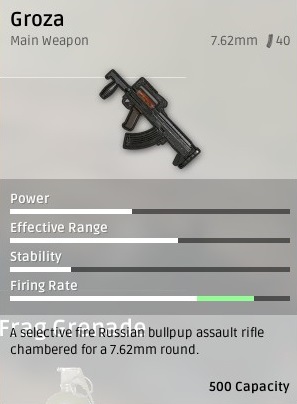 Groza
Main Weapon 7.62mm 40
Power
Effective Range
Stability
Firing Rate
Frag Grenade
A selective fire Russian bullpup assault rifle
chambered for a 7.62mm round.
500 Capacity